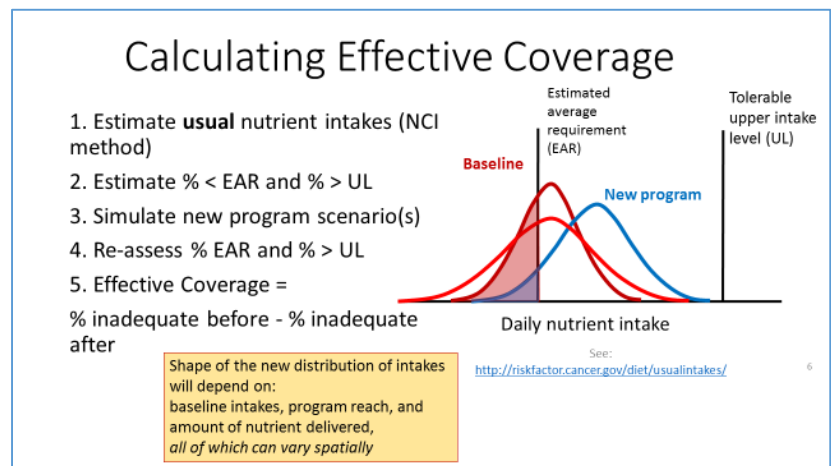 Calculating Effective Coverage
1. Estimate usual nutrient intakes (NCI
method)
2. Estimate % < EAR and % > UL
3. Simulate new program scenario(s)
4. Re-assess % EAR and % > UL
5. Effective Coverage =
% inadequate before - % inadequate
after
Estimated
average
requirement
(EAR)
Tolerable
upper intake
level (UL)
Baseline
New program
Daily nutrient intake
See:
http://riskfactor.cancer.gov/diet/usualintakes/
6
Shape of the new distribution of intakes
will depend on:
baseline intakes, program reach, and
amount of nutrient delivered,
all of which can vary spatially